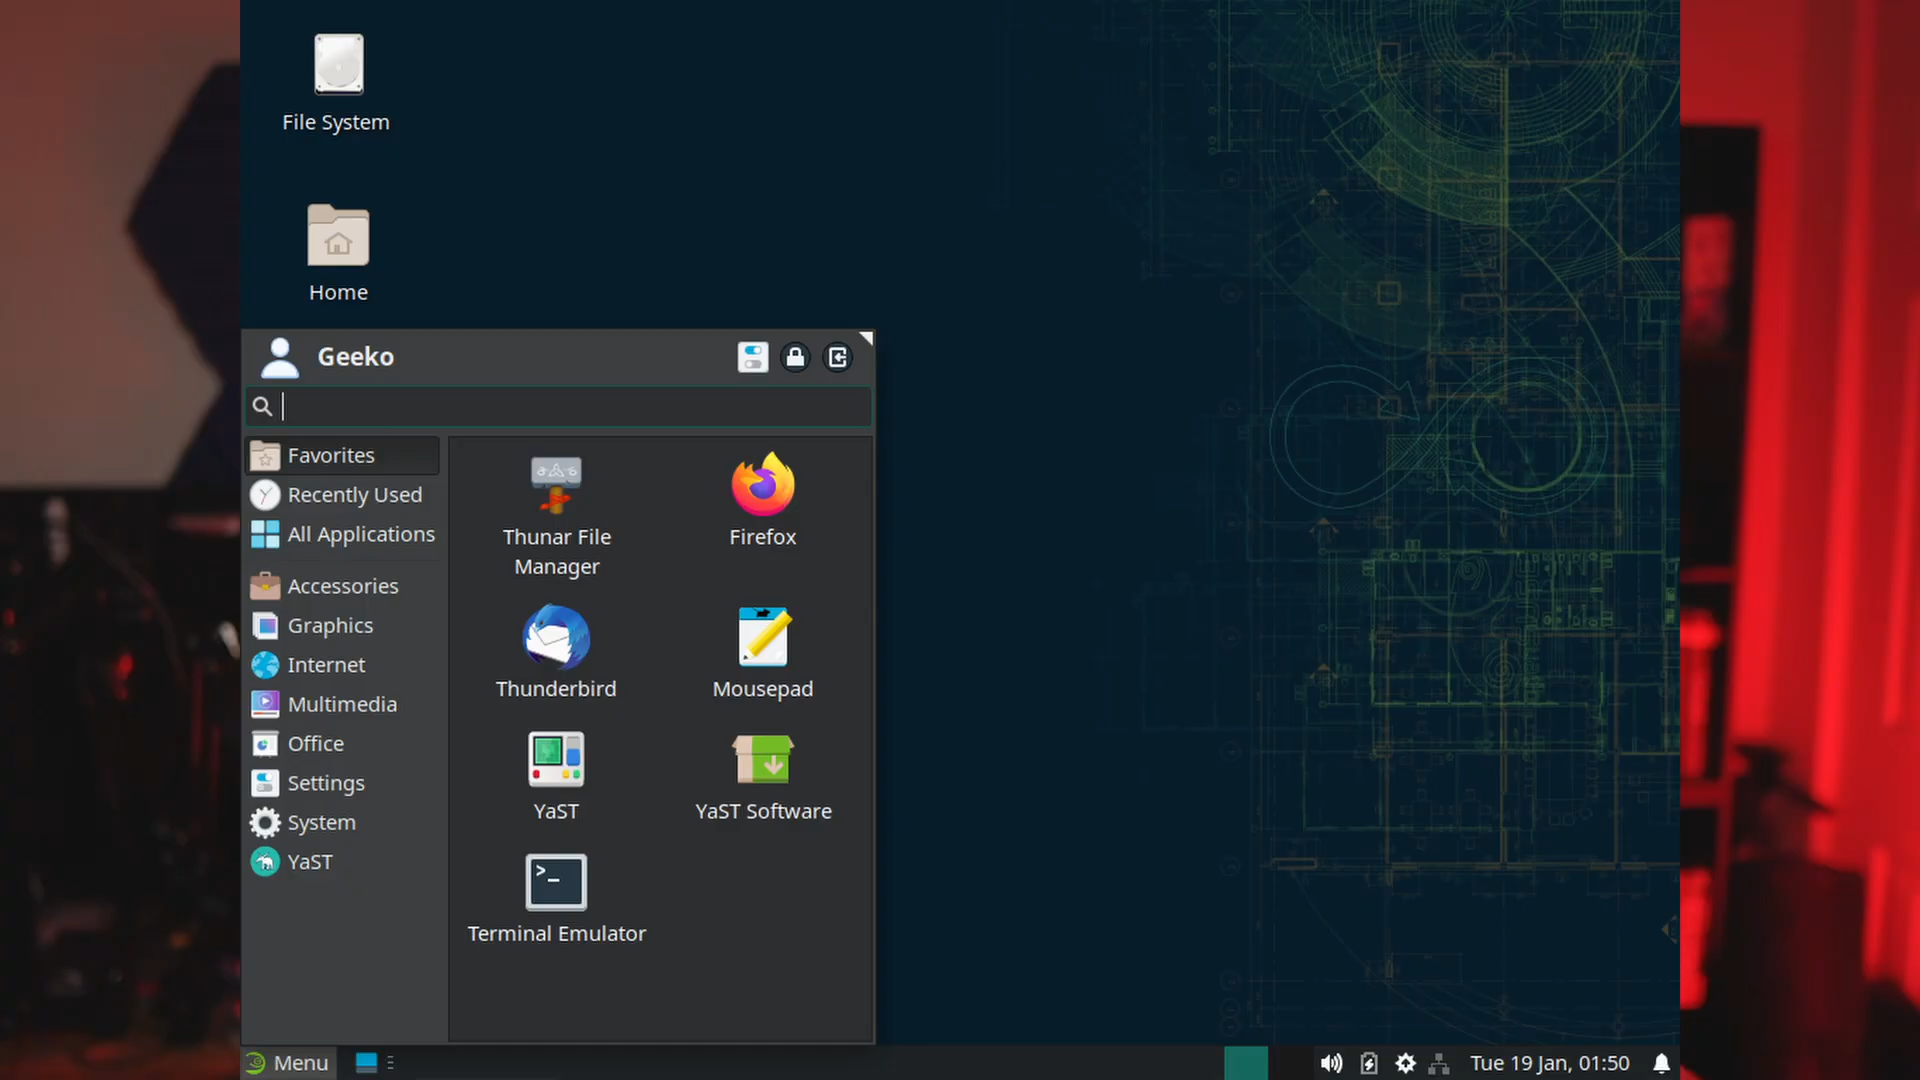 File System
Home
Geeko
Favorites
Recently Used
All Applications
Accessories
Graphics
Internet
Multimedia
Office
Settings
System
YaST
Thunar File
Manager
Firefox
Thunderbird
Mousepad
YaST
YaST Software
Terminal Emulator
Menu
Tue 19 Jan, 01:50